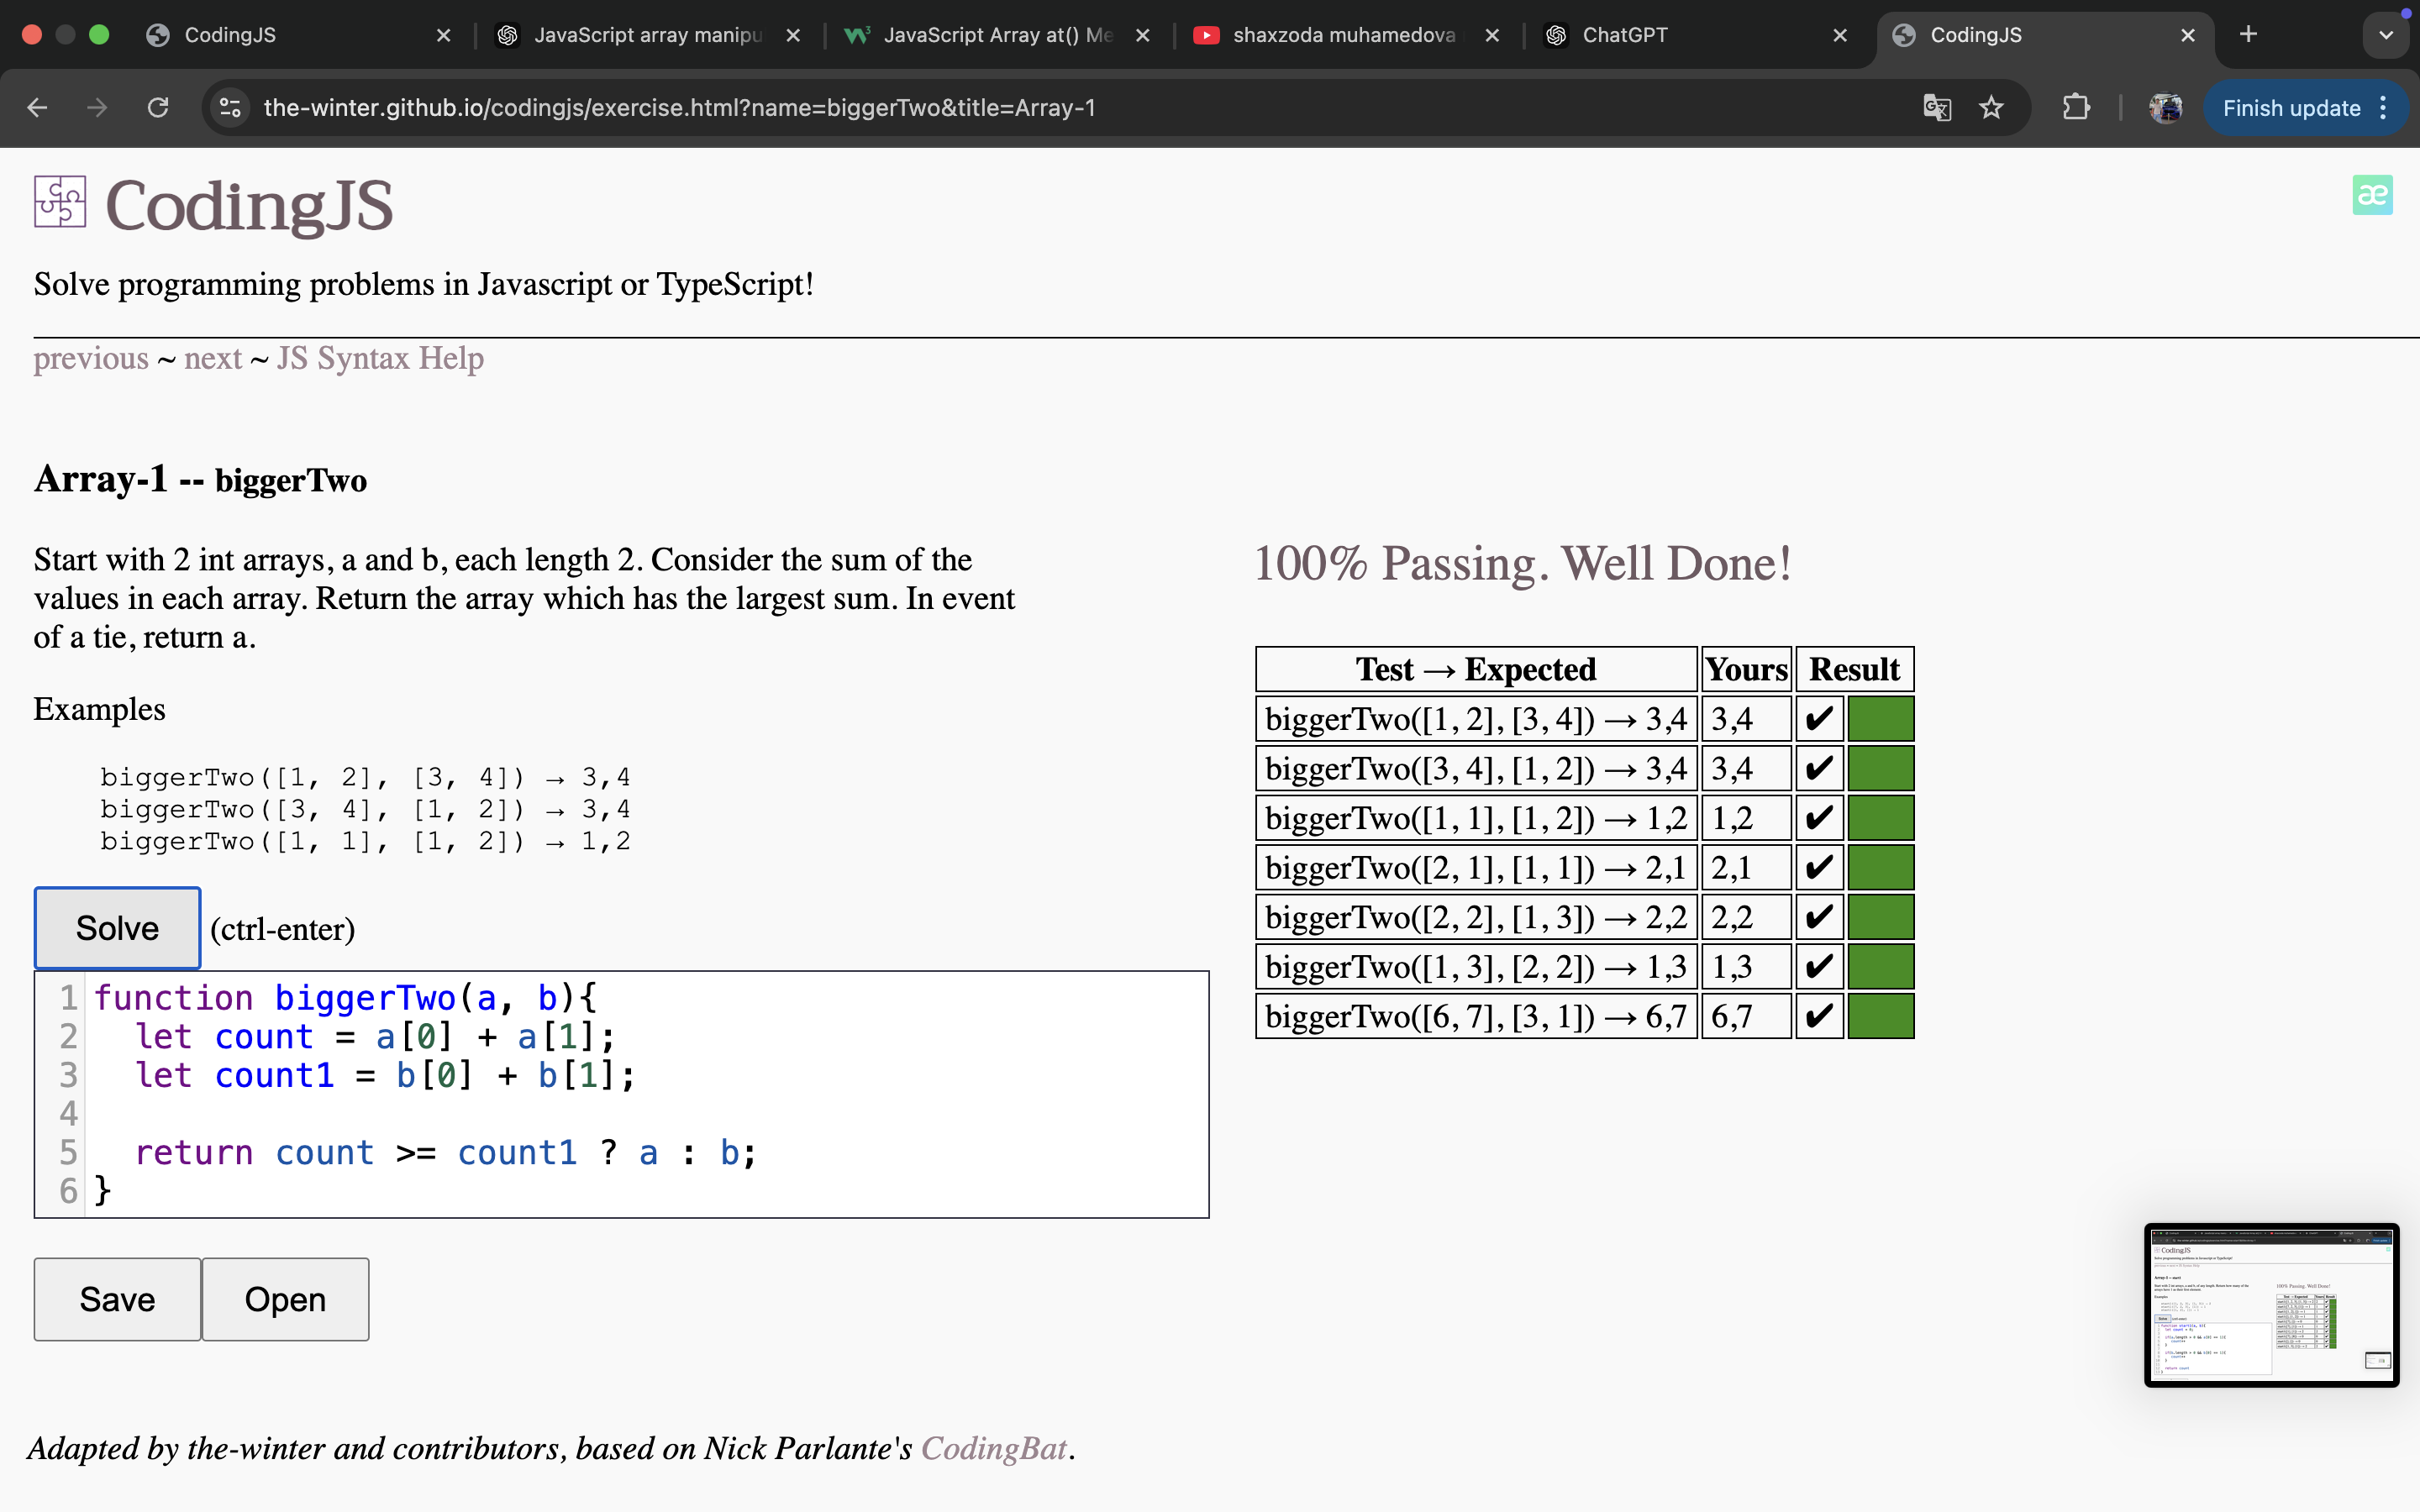 CodingJS
JavaScript array manipu
JavaScript Array at() Me
shaxzoda muhamedova
ChatGPT
CodingJS
the-winter.github.io/codingjs/exercise.html?name=biggerTwo&title=Array-1
Finish update
CodingJS
æ
Solve programming problems in Javascript or TypeScript!
previous ~ next ~ JS Syntax Help
Array-1 -- biggerTwo
Start with 2 int arrays, a and b, each length 2. Consider the sum of the
values in each array. Return the array which has the largest sum. In event
of a tie, return a.
Examples
biggerTwo([1, 2], [3, 4]) → 3,4
biggerTwo([3, 4], [1, 2]) → 3,4
biggerTwo([1, 1], [1, 2]) → 1,2
Solve (ctrl-enter)
1 function biggerTwo(a, b){
2 let count = a[0] + a[1];
3 let count1 = b[0] + b[1];
4
5 return count >= count1 ? a : b;
6 }
Save Open
100% Passing. Well Done!
Test → Expected Yours Result
biggerTwo([1, 2], [3, 4]) → 3,4 3,4 ✔
biggerTwo([3, 4], [1, 2]) → 3,4 3,4 ✔
biggerTwo([1, 1], [1, 2]) → 1,2 1,2 ✔
biggerTwo([2, 1], [1, 1]) → 2,1 2,1 ✔
biggerTwo([2, 2], [1, 3]) → 2,2 2,2 ✔
biggerTwo([1, 3], [2, 2]) → 1,3 1,3 ✔
biggerTwo([6, 7], [3, 1]) → 6,7 6,7 ✔
CodingJS
100% Passing. Well Done!
Adapted by the-winter and contributors, based on Nick Parlante's CodingBat.